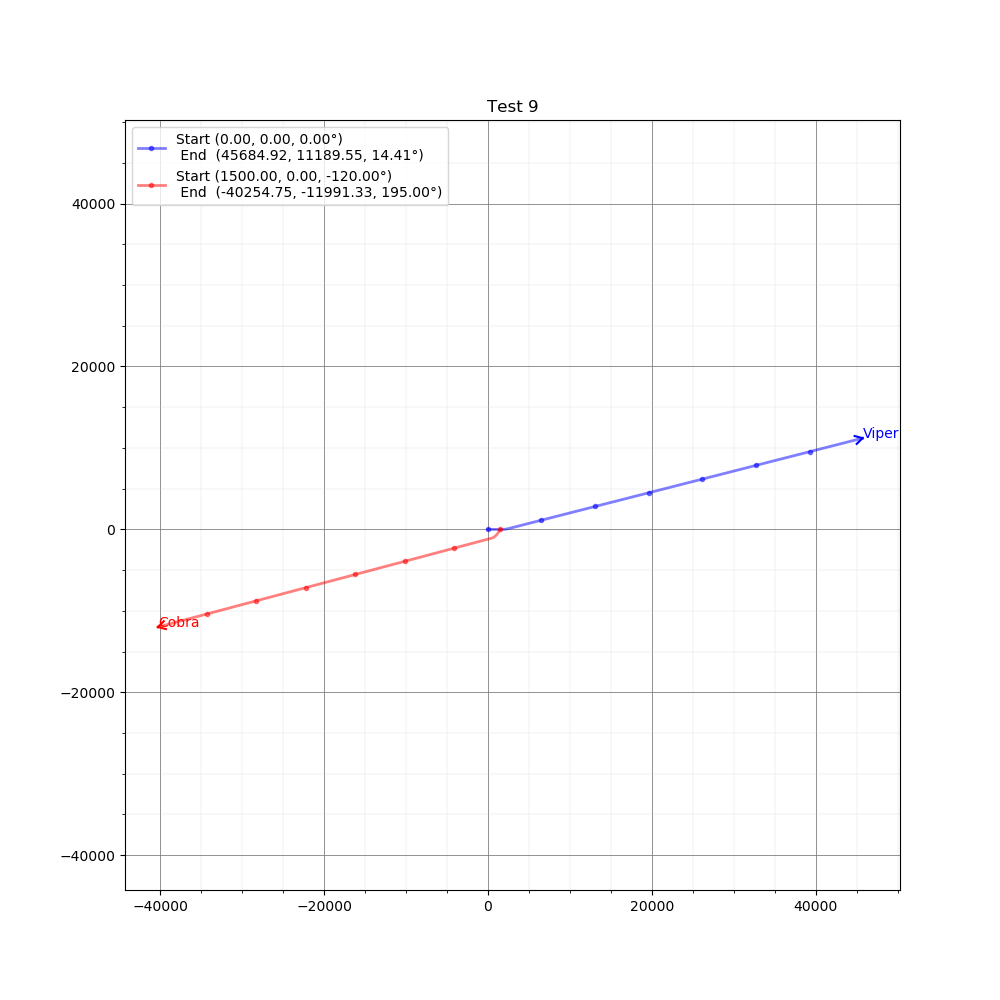 Test 9
Start (0.00, 0.00, 0.00°)
End  (45684.92, 11189.55, 14.41°)
Start (1500.00, 0.00, -120.00°)
End  (-40254.75, -11991.33, 195.00°)
40000
20000
0
−20000
−40000
Viper
Cobra
−40000
−20000
0
20000
40000